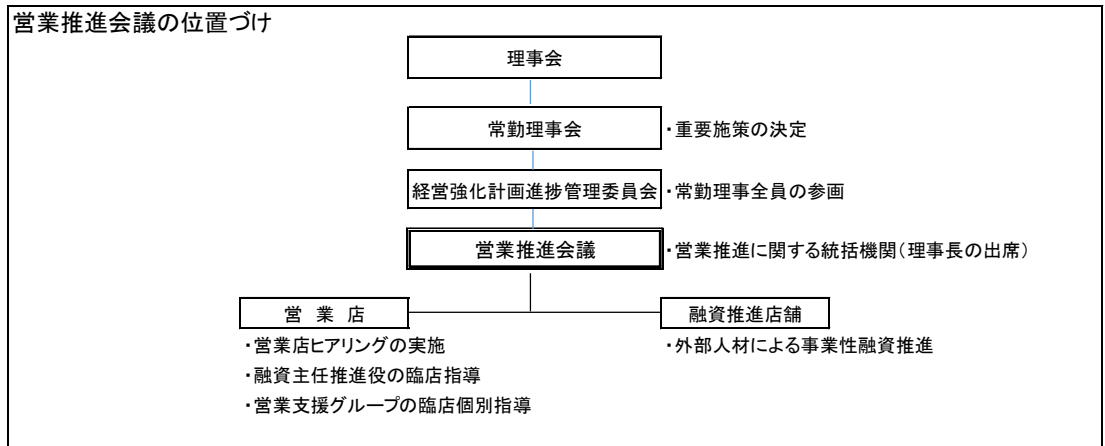 営業推進会議の位置づけ
理事会
常勤理事会 ・重要施策の決定
経営強化計画進捗管理委員会 ・常勤理事全員の参画
営業推進会議 ・営業推進に関する統括機関(理事長の出席)
営 業 店 融資推進店舗
・営業店ヒアリングの実施 ・外部人材による事業性融資推進
・融資主任推進役の臨店指導
・営業支援グループの臨店個別指導